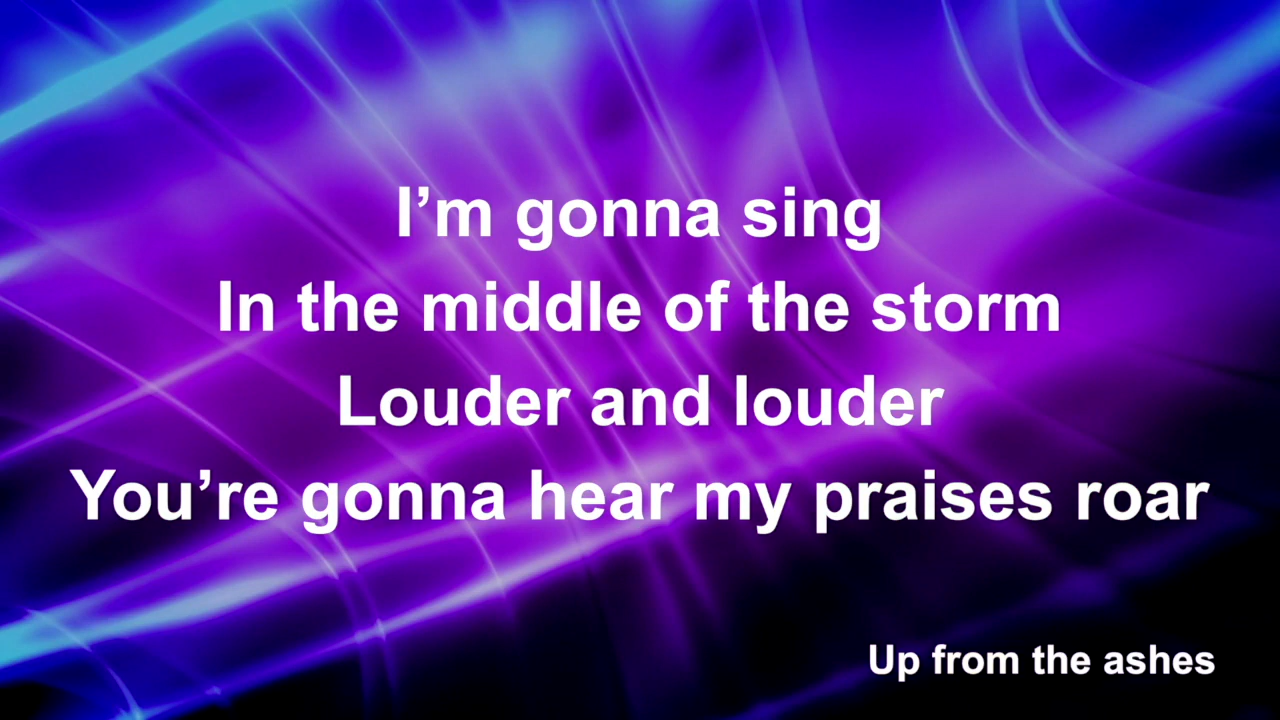 I’m gonna sing
In the middle of the storm
Louder and louder
You’re gonna hear my praises roar
Up from the ashes